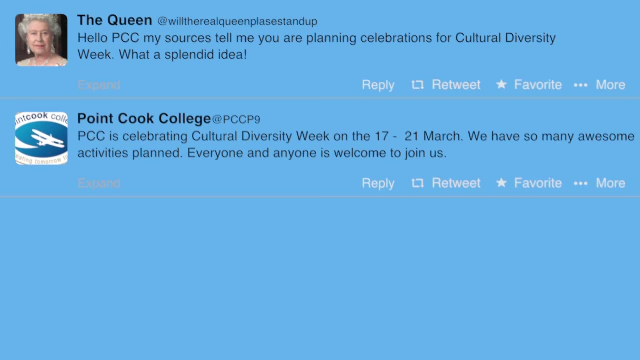 The Queen @willtherealqueenplasestandup
Hello PCC my sources tell me you are planning celebrations for Cultural Diversity
Week. What a splendid idea!
Expand Reply Retweet Favorite More
Point Cook College@PCCP9
PCC is celebrating Cultural Diversity Week on the 17 - 21 March. We have so many awesome
activities planned. Everyone and anyone is welcome to join us.
Expand Reply Retweet Favorite More